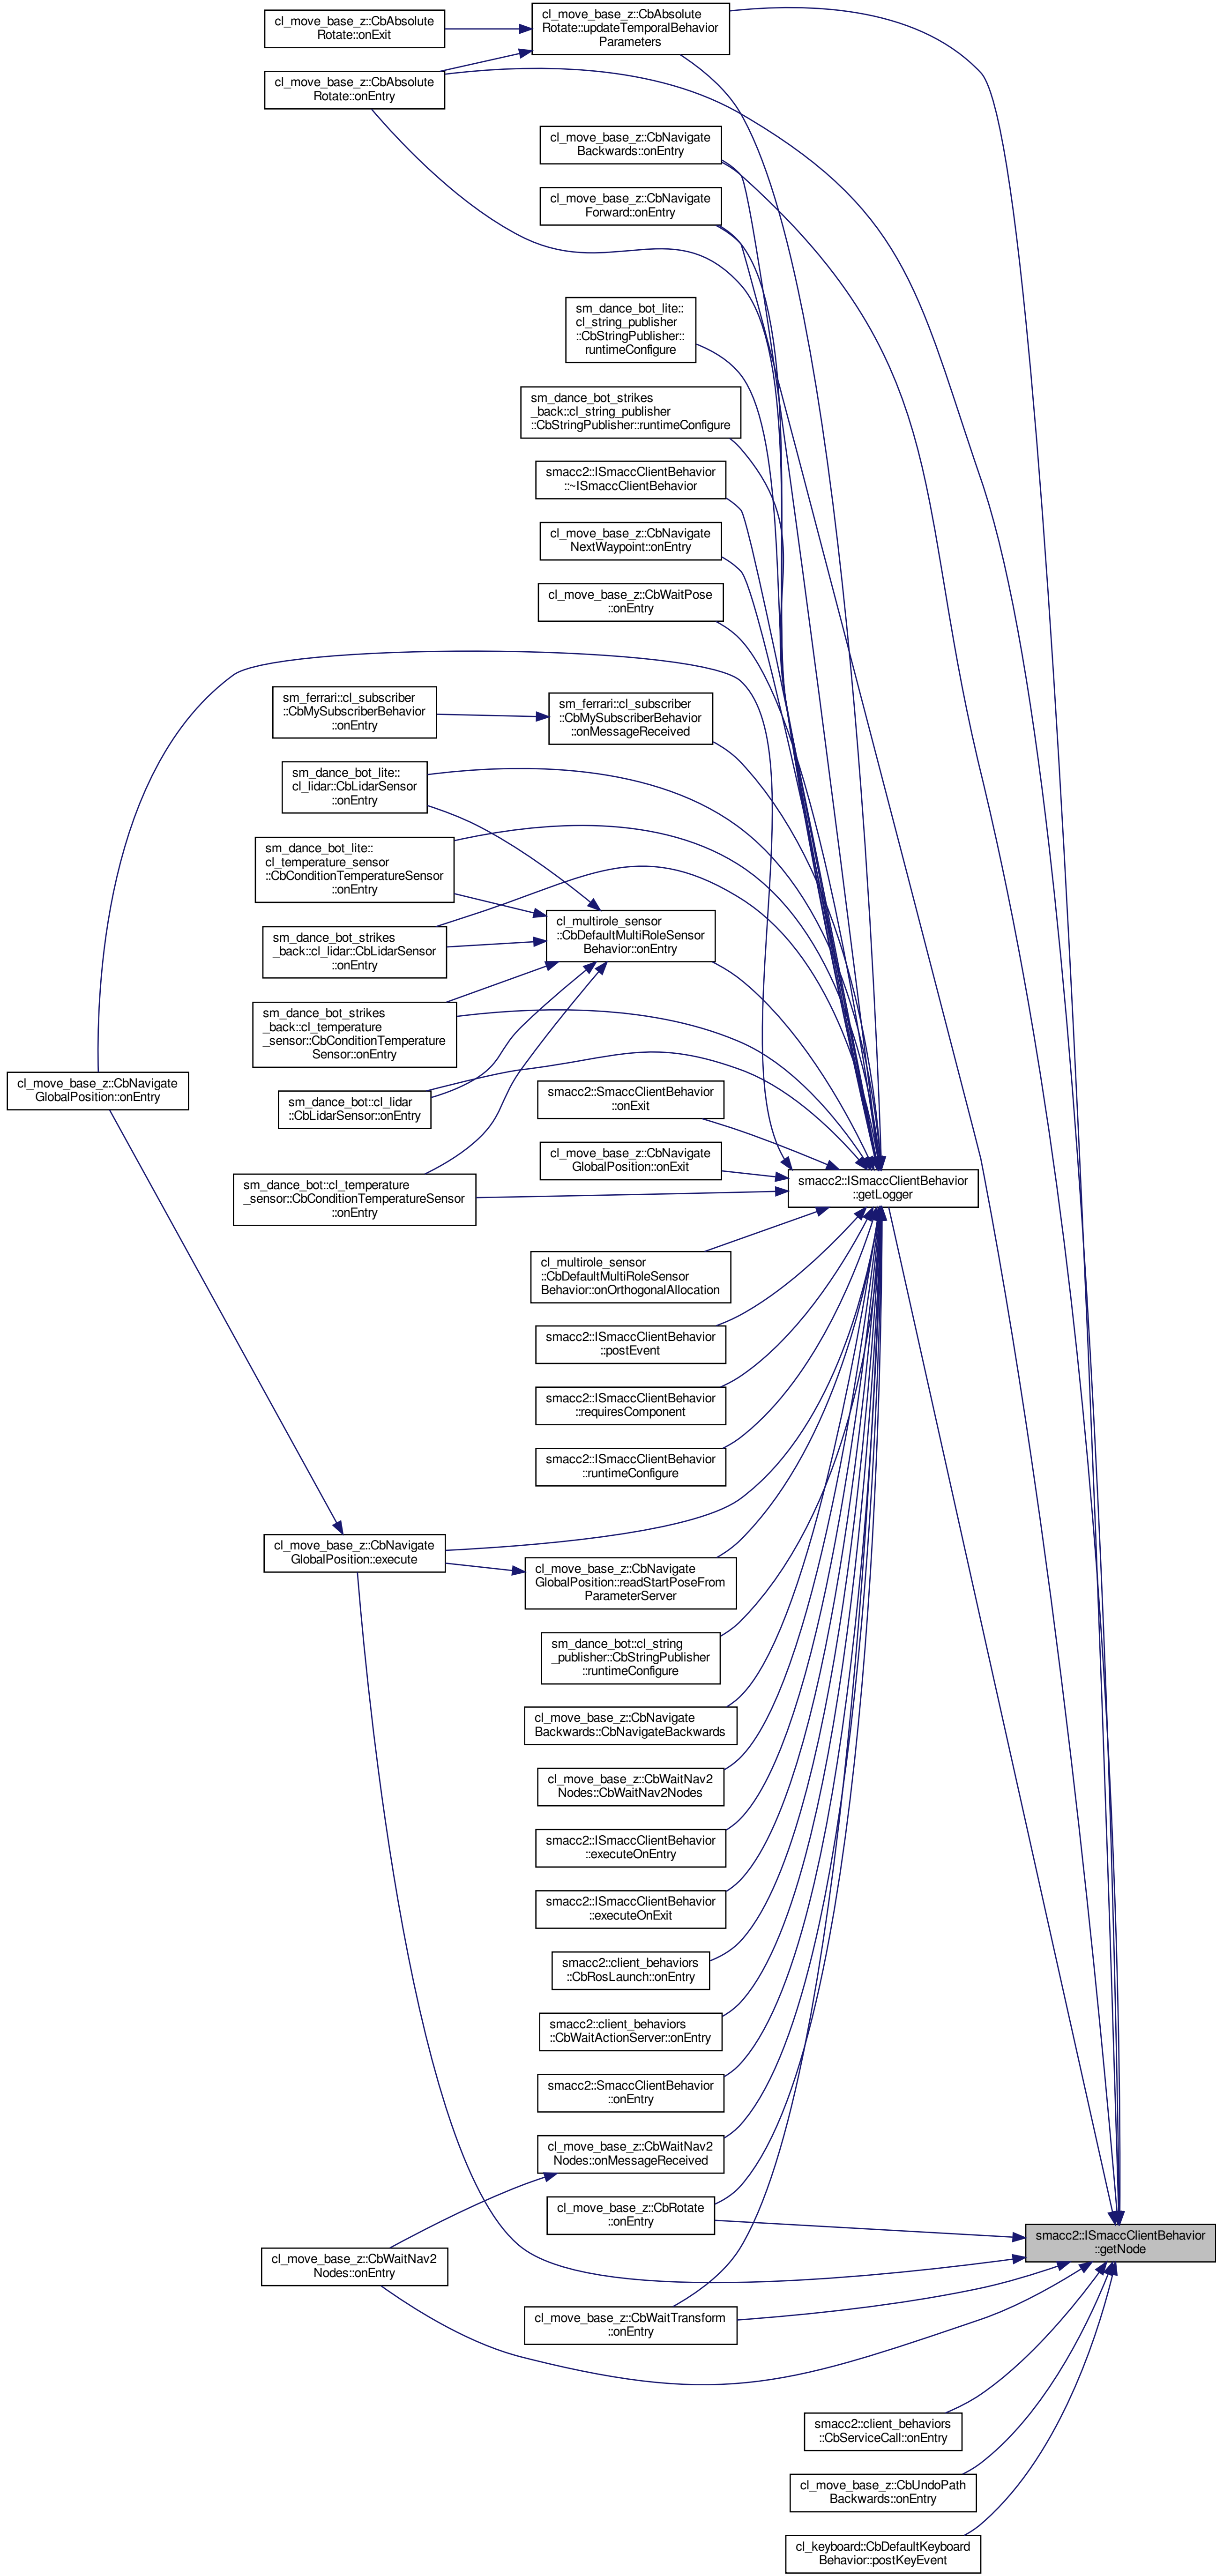 cl_move_base_z::CbAbsolute
Rotate::onExit
cl_move_base_z::CbAbsolute
Rotate::updateTemporalBehavior
Parameters
cl_move_base_z::CbAbsolute
Rotate::onEntry
cl_move_base_z::CbNavigate
Backwards::onEntry
cl_move_base_z::CbNavigate
Forward::onEntry
sm_dance_bot_lite::
cl_string_publisher
::CbStringPublisher::
runtimeConfigure
sm_dance_bot_strikes
_back::cl_string_publisher
::CbStringPublisher::runtimeConfigure
smacc2::ISmaccClientBehavior
::~ISmaccClientBehavior
cl_move_base_z::CbNavigate
NextWaypoint::onEntry
cl_move_base_z::CbWaitPose
::onEntry
sm_ferrari::cl_subscriber
::CbMySubscriberBehavior
::onEntry
sm_ferrari::cl_subscriber
::CbMySubscriberBehavior
::onMessageReceived
sm_dance_bot_lite::
cl_lidar::CbLidarSensor
::onEntry
sm_dance_bot_lite::
cl_temperature_sensor
::CbConditionTemperatureSensor
::onEntry
cl_multirole_sensor
::CbDefaultMultiRoleSensor
Behavior::onEntry
sm_dance_bot_strikes
_back::cl_lidar::CbLidarSensor
::onEntry
sm_dance_bot_strikes
_back::cl_temperature
_sensor::CbConditionTemperature
Sensor::onEntry
cl_move_base_z::CbNavigate
GlobalPosition::onEntry
sm_dance_bot::cl_lidar
::CbLidarSensor::onEntry
smacc2::SmaccClientBehavior
::onExit
cl_move_base_z::CbNavigate
GlobalPosition::onExit
sm_dance_bot::cl_temperature
_sensor::CbConditionTemperatureSensor
::onEntry
smacc2::ISmaccClientBehavior
::getLogger
cl_multirole_sensor
::CbDefaultMultiRoleSensor
Behavior::onOrthogonalAllocation
smacc2::ISmaccClientBehavior
::postEvent
smacc2::ISmaccClientBehavior
::requiresComponent
smacc2::ISmaccClientBehavior
::runtimeConfigure
cl_move_base_z::CbNavigate
GlobalPosition::execute
cl_move_base_z::CbNavigate
GlobalPosition::readStartPoseFrom
ParameterServer
sm_dance_bot::cl_string
_publisher::CbStringPublisher
::runtimeConfigure
cl_move_base_z::CbNavigate
Backwards::CbNavigateBackwards
cl_move_base_z::CbWaitNav2
Nodes::CbWaitNav2Nodes
smacc2::ISmaccClientBehavior
::executeOnEntry
smacc2::ISmaccClientBehavior
::executeOnExit
smacc2::client_behaviors
::CbRosLaunch::onEntry
smacc2::client_behaviors
::CbWaitActionServer::onEntry
smacc2::SmaccClientBehavior
::onEntry
cl_move_base_z::CbWaitNav2
Nodes::onMessageReceived
cl_move_base_z::CbRotate
::onEntry
smacc2::ISmaccClientBehavior
::getNode
cl_move_base_z::CbWaitNav2
Nodes::onEntry
cl_move_base_z::CbWaitTransform
::onEntry
smacc2::client_behaviors
::CbServiceCall::onEntry
cl_move_base_z::CbUndoPath
Backwards::onEntry
cl_keyboard::CbDefaultKeyboard
Behavior::postKeyEvent